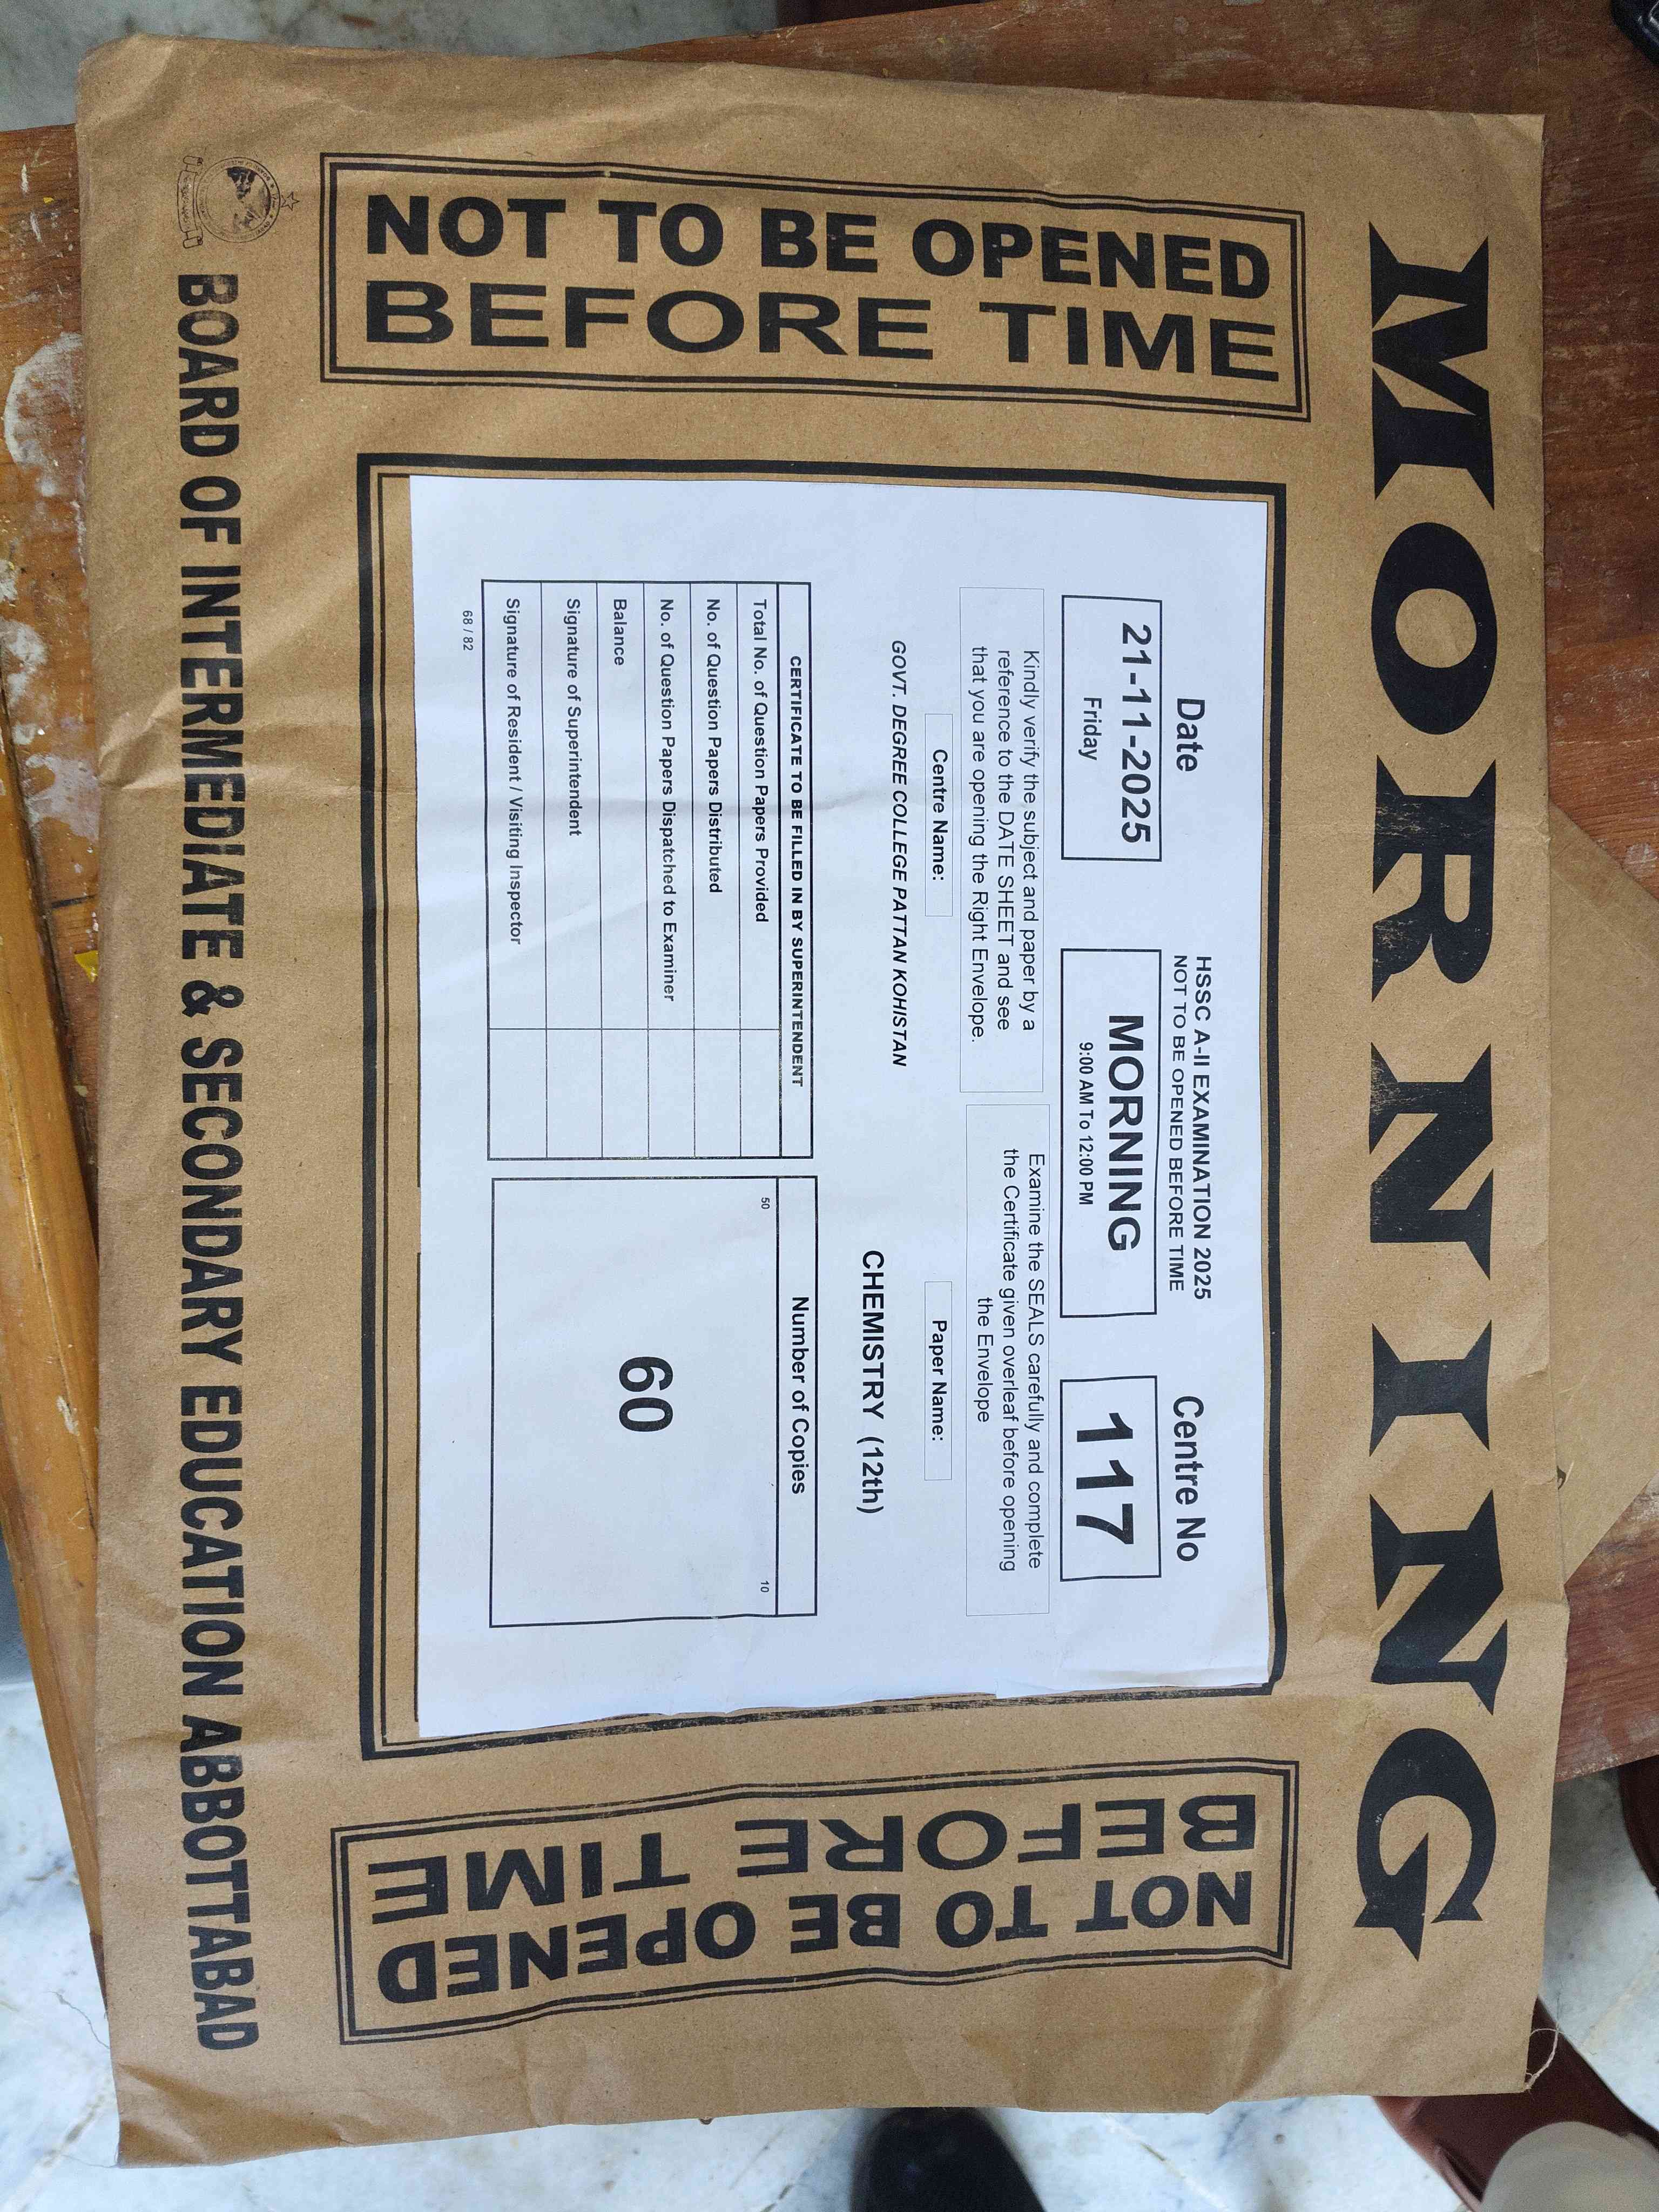 MORNING
NOT TO BE OPENED
BEFORE TIME
Date
HSSC A-II EXAMINATION 2025
NOT TO BE OPENED BEFORE TIME
Centre No
21-11-2025
Friday
MORNING
9:00 AM To 12:00 PM
117
Kindly verify the subject and paper by a
reference to the DATE SHEET and see
that you are opening the Right Envelope.
Examine the SEALS carefully and complete
the Certificate given overleaf before opening
the Envelope
Centre Name:
Paper Name:
GOVT. DEGREE COLLEGE PATTAN KOHISTAN
CHEMISTRY (12th)
CERTIFICATE TO BE FILLED IN BY SUPERINTENDENT
Total No. of Question Papers Provided
No. of Question Papers Distributed
No. of Question Papers Dispatched to Examiner
Balance
Signature of Superintendent
Signature of Resident / Visiting Inspector
68 / 82
Number of Copies
50
10
60
NOT TO BE OPENED
BEFORE TIME
BOARD OF INTERMEDIATE & SECONDARY EDUCATION ABBOTTABAD